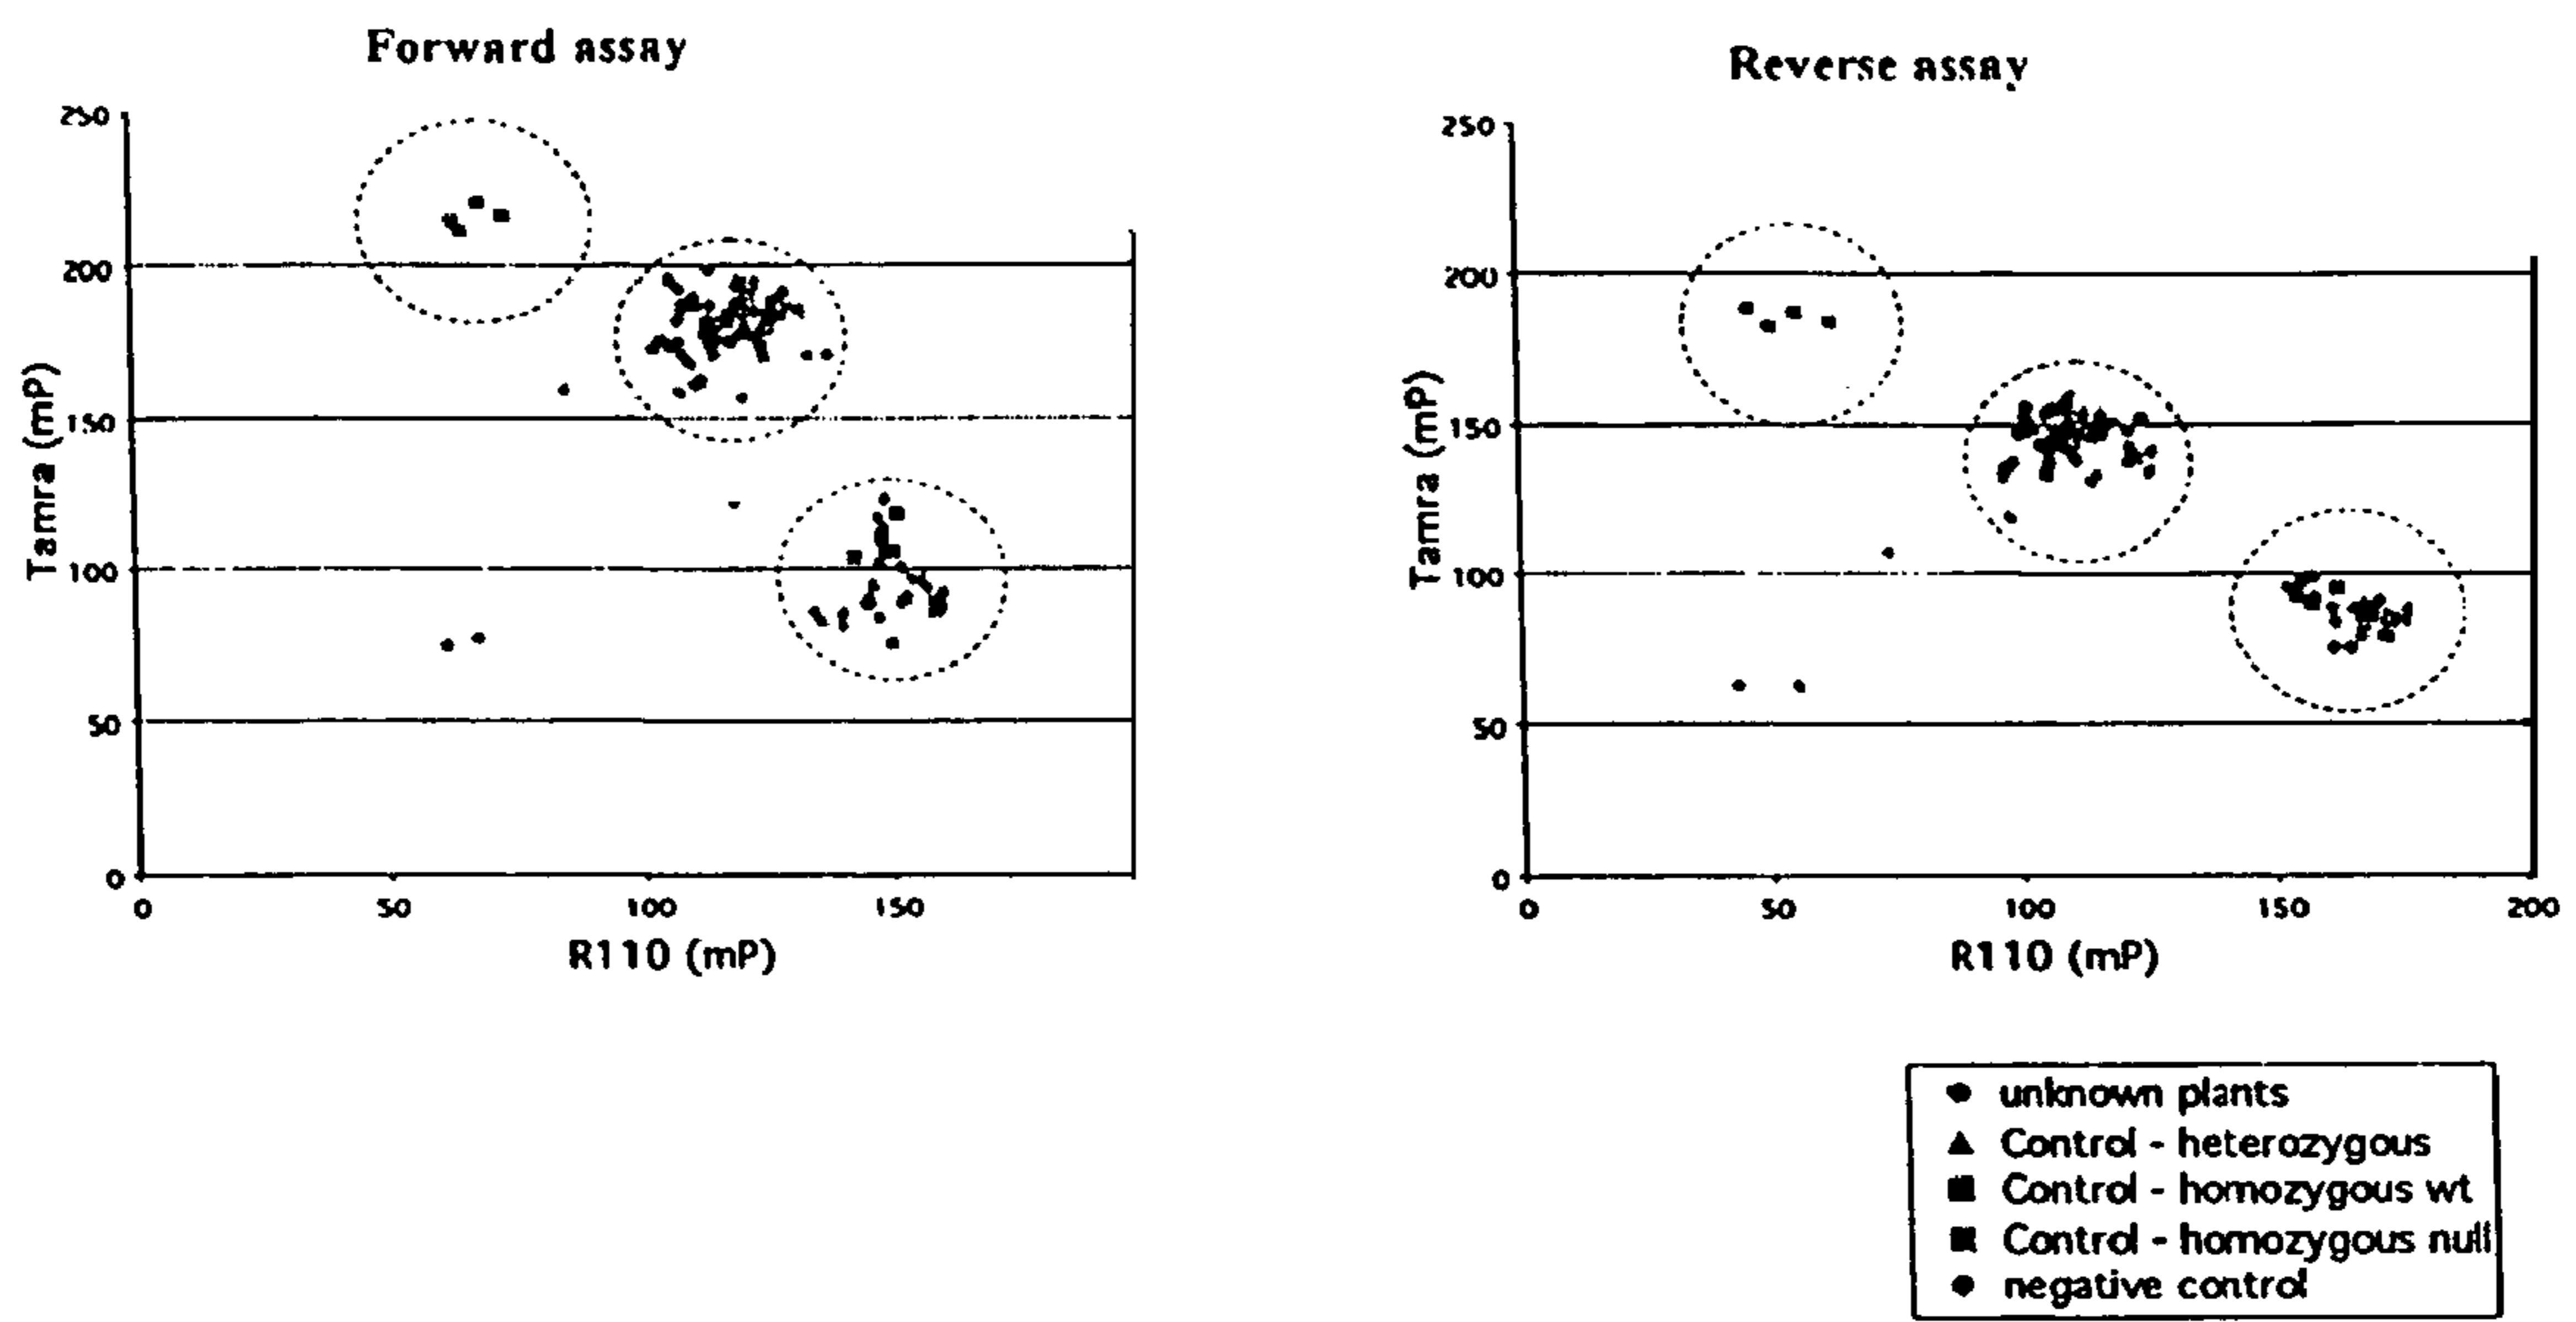 Forward assay
250
200
150
100
50
0
Tamra (mP)
0 50 100 150
R110 (mP)
Reverse assay
250
200
150
100
50
0
Tamra (mP)
0 50 100 150 200
R110 (mP)
unknown plants
Control - heterozygous
Control - homozygous wt
Control - homozygous null
negative control